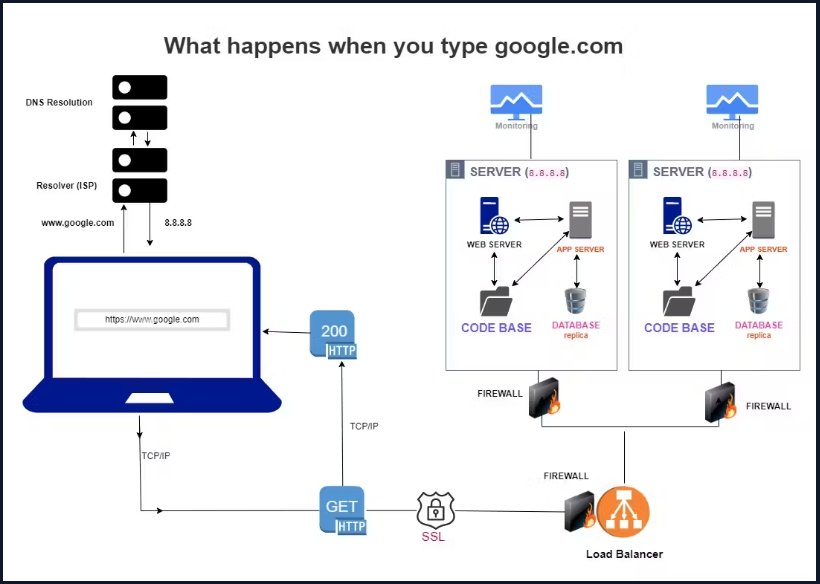 What happens when you type google.com
DNS Resolution
Resolver (ISP)
www.google.com
8.8.8.8
https://www.google.com
200
HTTP
TCP/IP
TCP/IP
GET
HTTP
SSL
Monitoring
Monitoring
SERVER (8.8.8.8)
WEB SERVER
APP SERVER
CODE BASE
DATABASE
replica
SERVER (8.8.8.8)
WEB SERVER
APP SERVER
CODE BASE
DATABASE
replica
FIREWALL
FIREWALL
FIREWALL
Load Balancer